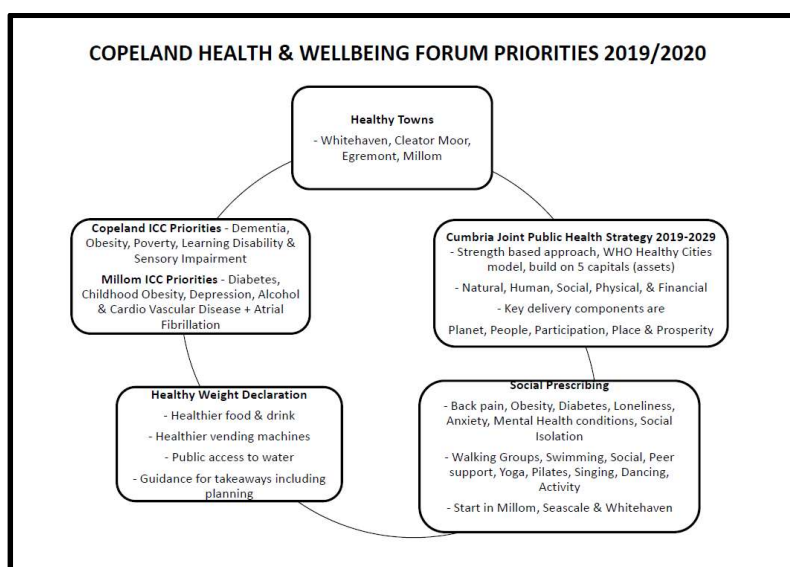 COPELAND HEALTH & WELLBEING FORUM PRIORITIES 2019/2020
Healthy Towns
- Whitehaven, Cleator Moor,
Egremont, Millom
Copeland ICC Priorities - Dementia,
Obesity, Poverty, Learning Disability &
Sensory Impairment
Millom ICC Priorities - Diabetes,
Childhood Obesity, Depression, Alcohol
& Cardio Vascular Disease + Atrial
Fibrillation
Cumbria Joint Public Health Strategy 2019-2029
- Strength based approach, WHO Healthy Cities
model, build on 5 capitals (assets)
- Natural, Human, Social, Physical, & Financial
- Key delivery components are
Planet, People, Participation, Place & Prosperity
Healthy Weight Declaration
- Healthier food & drink
- Healthier vending machines
- Public access to water
- Guidance for takeaways including
planning
Social Prescribing
- Back pain, Obesity, Diabetes, Loneliness,
Anxiety, Mental Health conditions, Social
Isolation
- Walking Groups, Swimming, Social, Peer
support, Yoga, Pilates, Singing, Dancing,
Activity
- Start in Millom, Seascale & Whitehaven